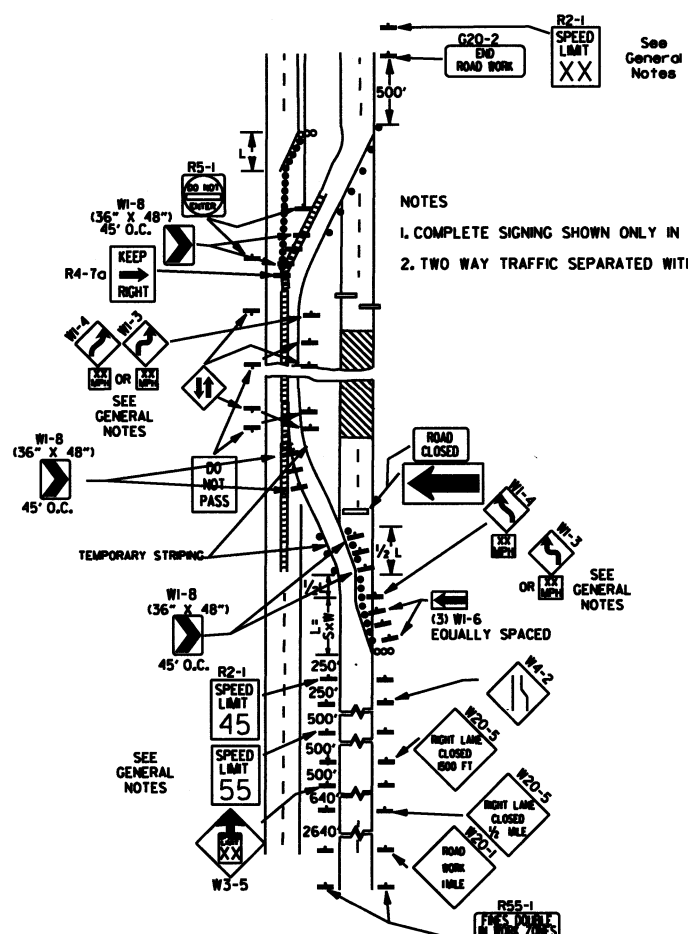 R2-1
SPEED
LIMIT
XX
See
General
Notes
G20-2
END
ROAD WORK
500'
L
R5-1
DO NOT
ENTER
W1-8
(36" X 48")
45' O.C.
R4-7a
KEEP
RIGHT
NOTES
1. COMPLETE SIGNING SHOWN ONLY IN
2. TWO WAY TRAFFIC SEPARATED WIT
W1-4
W1-3
XX
MPH
OR
XX
MPH
SEE
GENERAL
NOTES
W1-8
(36" X 48")
45' O.C.
DO
NOT
PASS
ROAD
CLOSED
W1-4
XX
MPH
W1-3
OR
XX
MPH
SEE
GENERAL
NOTES
TEMPORARY STRIPING
1/2 L
1/2 L
L=
SxW
W1-8
(36" X 48")
45' O.C.
(3) W1-6
EQUALLY SPACED
R2-1
SPEED
LIMIT
45
250'
250'
500'
500'
500'
640'
2640'
W4-2
SEE
GENERAL
NOTES
SPEED
LIMIT
55
W20-5
RIGHT LANE
CLOSED
1500 FT
W20-5
RIGHT LANE
CLOSED
1/2 MILE
XX
W3-5
W20-1
ROAD
WORK
1 MILE
R55-1
FINES DOUBLE
IN WORK ZONES